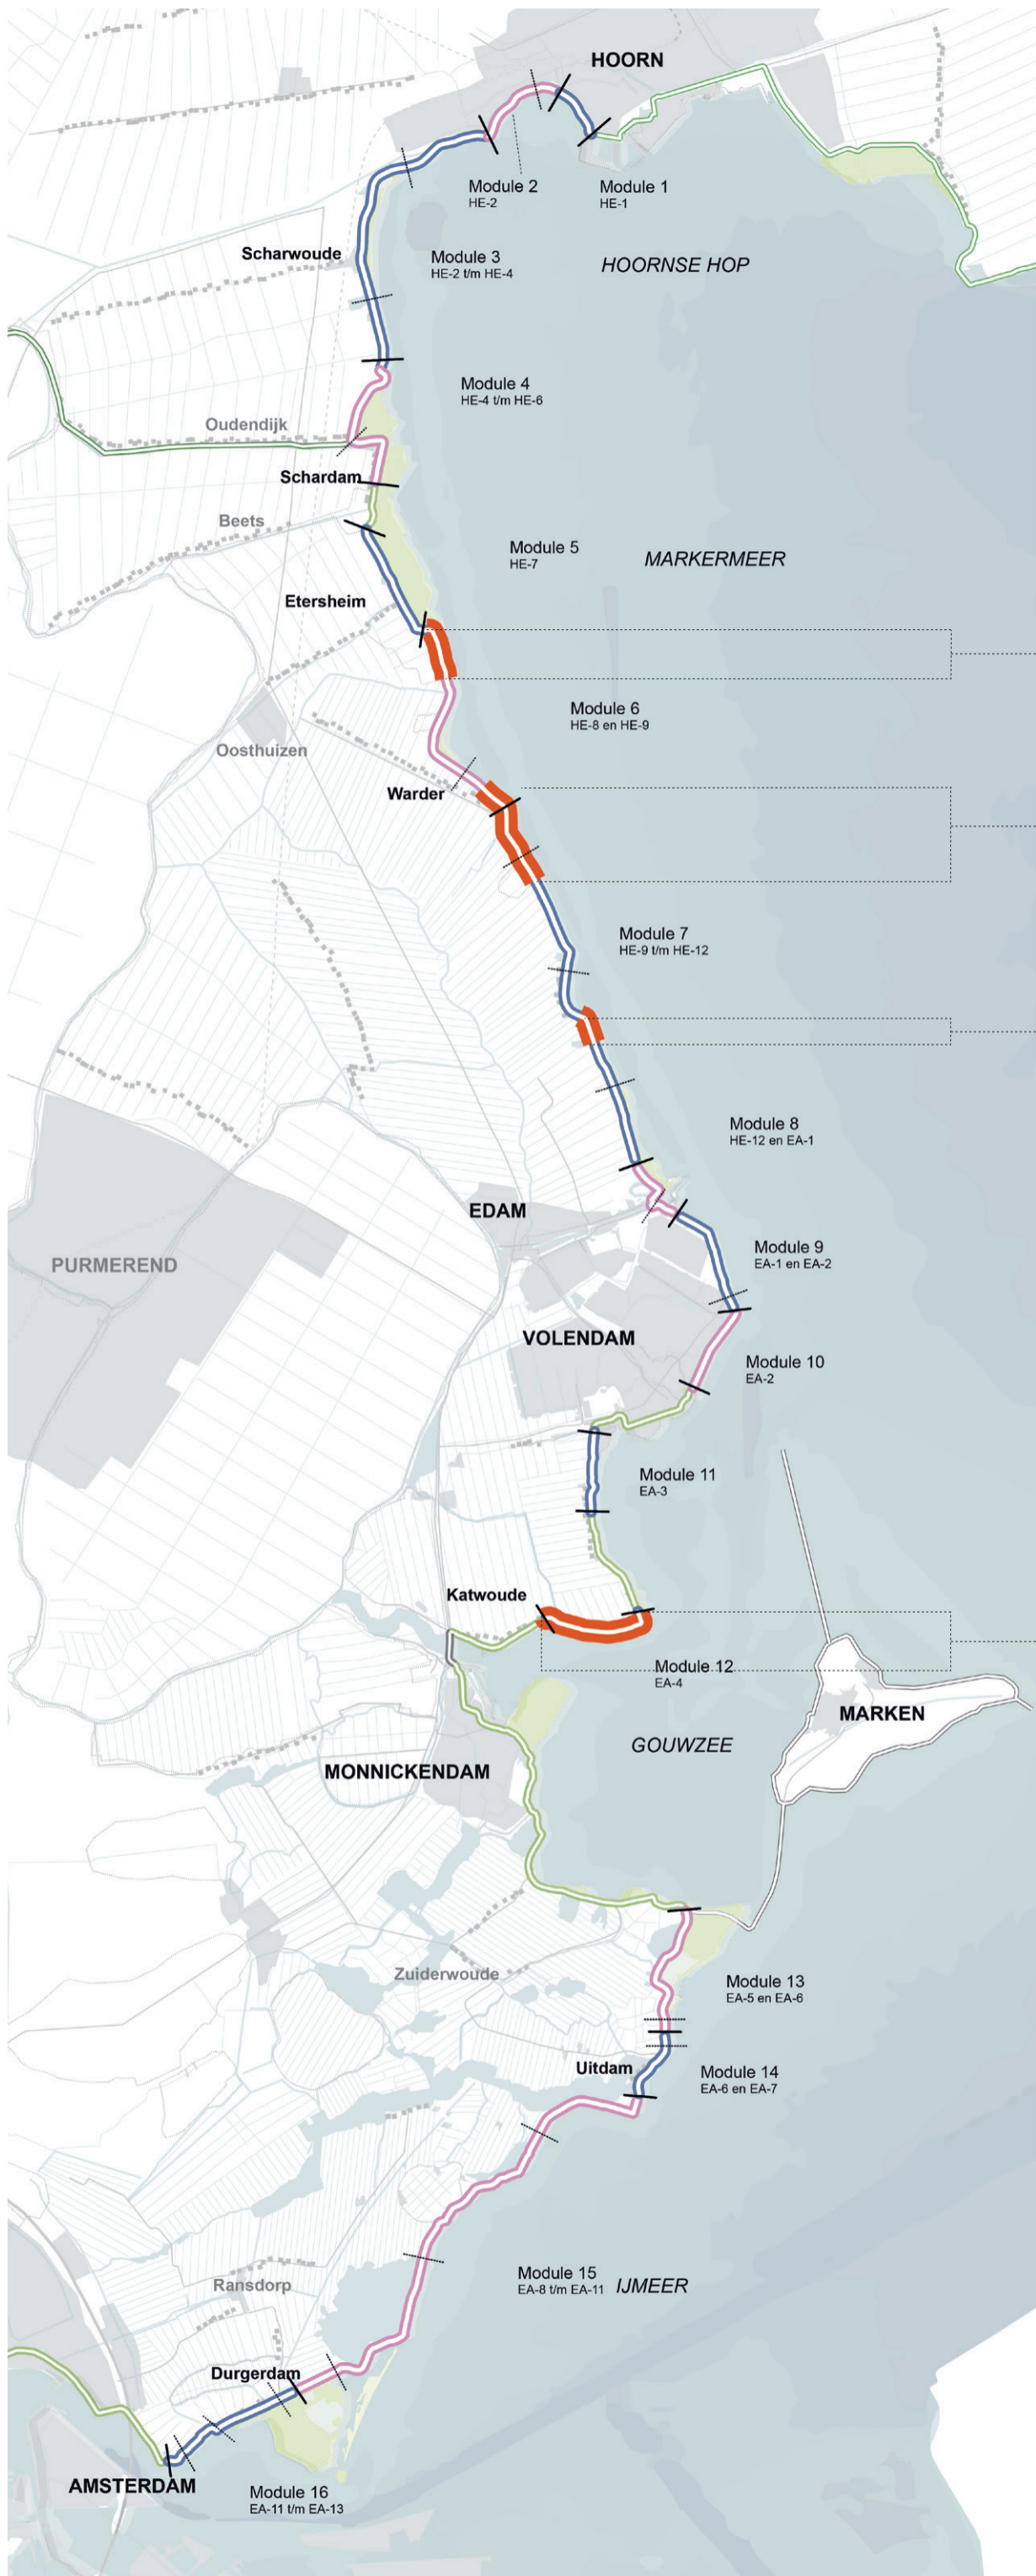 HOORN
Module 2
HE-2
Module 1
HE-1
Scharwoude
Module 3
HE-2 t/m HE-4
HOORNSE HOP
Module 4
HE-4 t/m HE-6
Oudendijk
Schardam
Beets
Module 5
HE-7
MARKERMEER
Etersheim
Module 6
HE-8 en HE-9
Oosthuizen
Warder
Module 7
HE-9 t/m HE-12
Module 8
HE-12 en EA-1
EDAM
Module 9
EA-1 en EA-2
PURMEREND
VOLENDAM
Module 10
EA-2
Module 11
EA-3
Katwoude
Module 12
EA-4
MARKEN
GOUWZEE
MONNICKENDAM
Zuiderwoude
Module 13
EA-5 en EA-6
Uitdam
Module 14
EA-6 en EA-7
Module 15
EA-8 t/m EA-11
IJMEER
Ransdorp
Durgerdam
AMSTERDAM
Module 16
EA-11 t/m EA-13